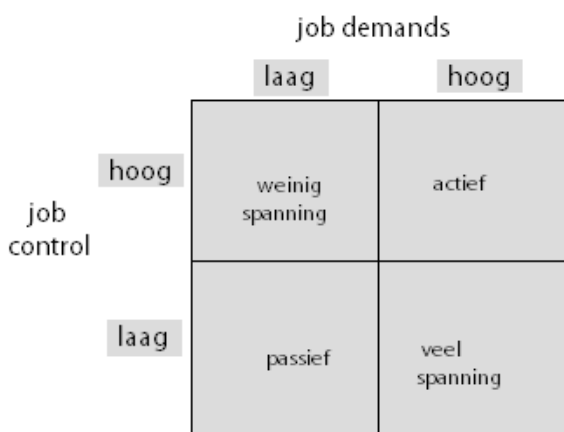 job demands
laag hoog
hoog
weinig
spanning
actief
job
control
laag
passief
veel
spanning